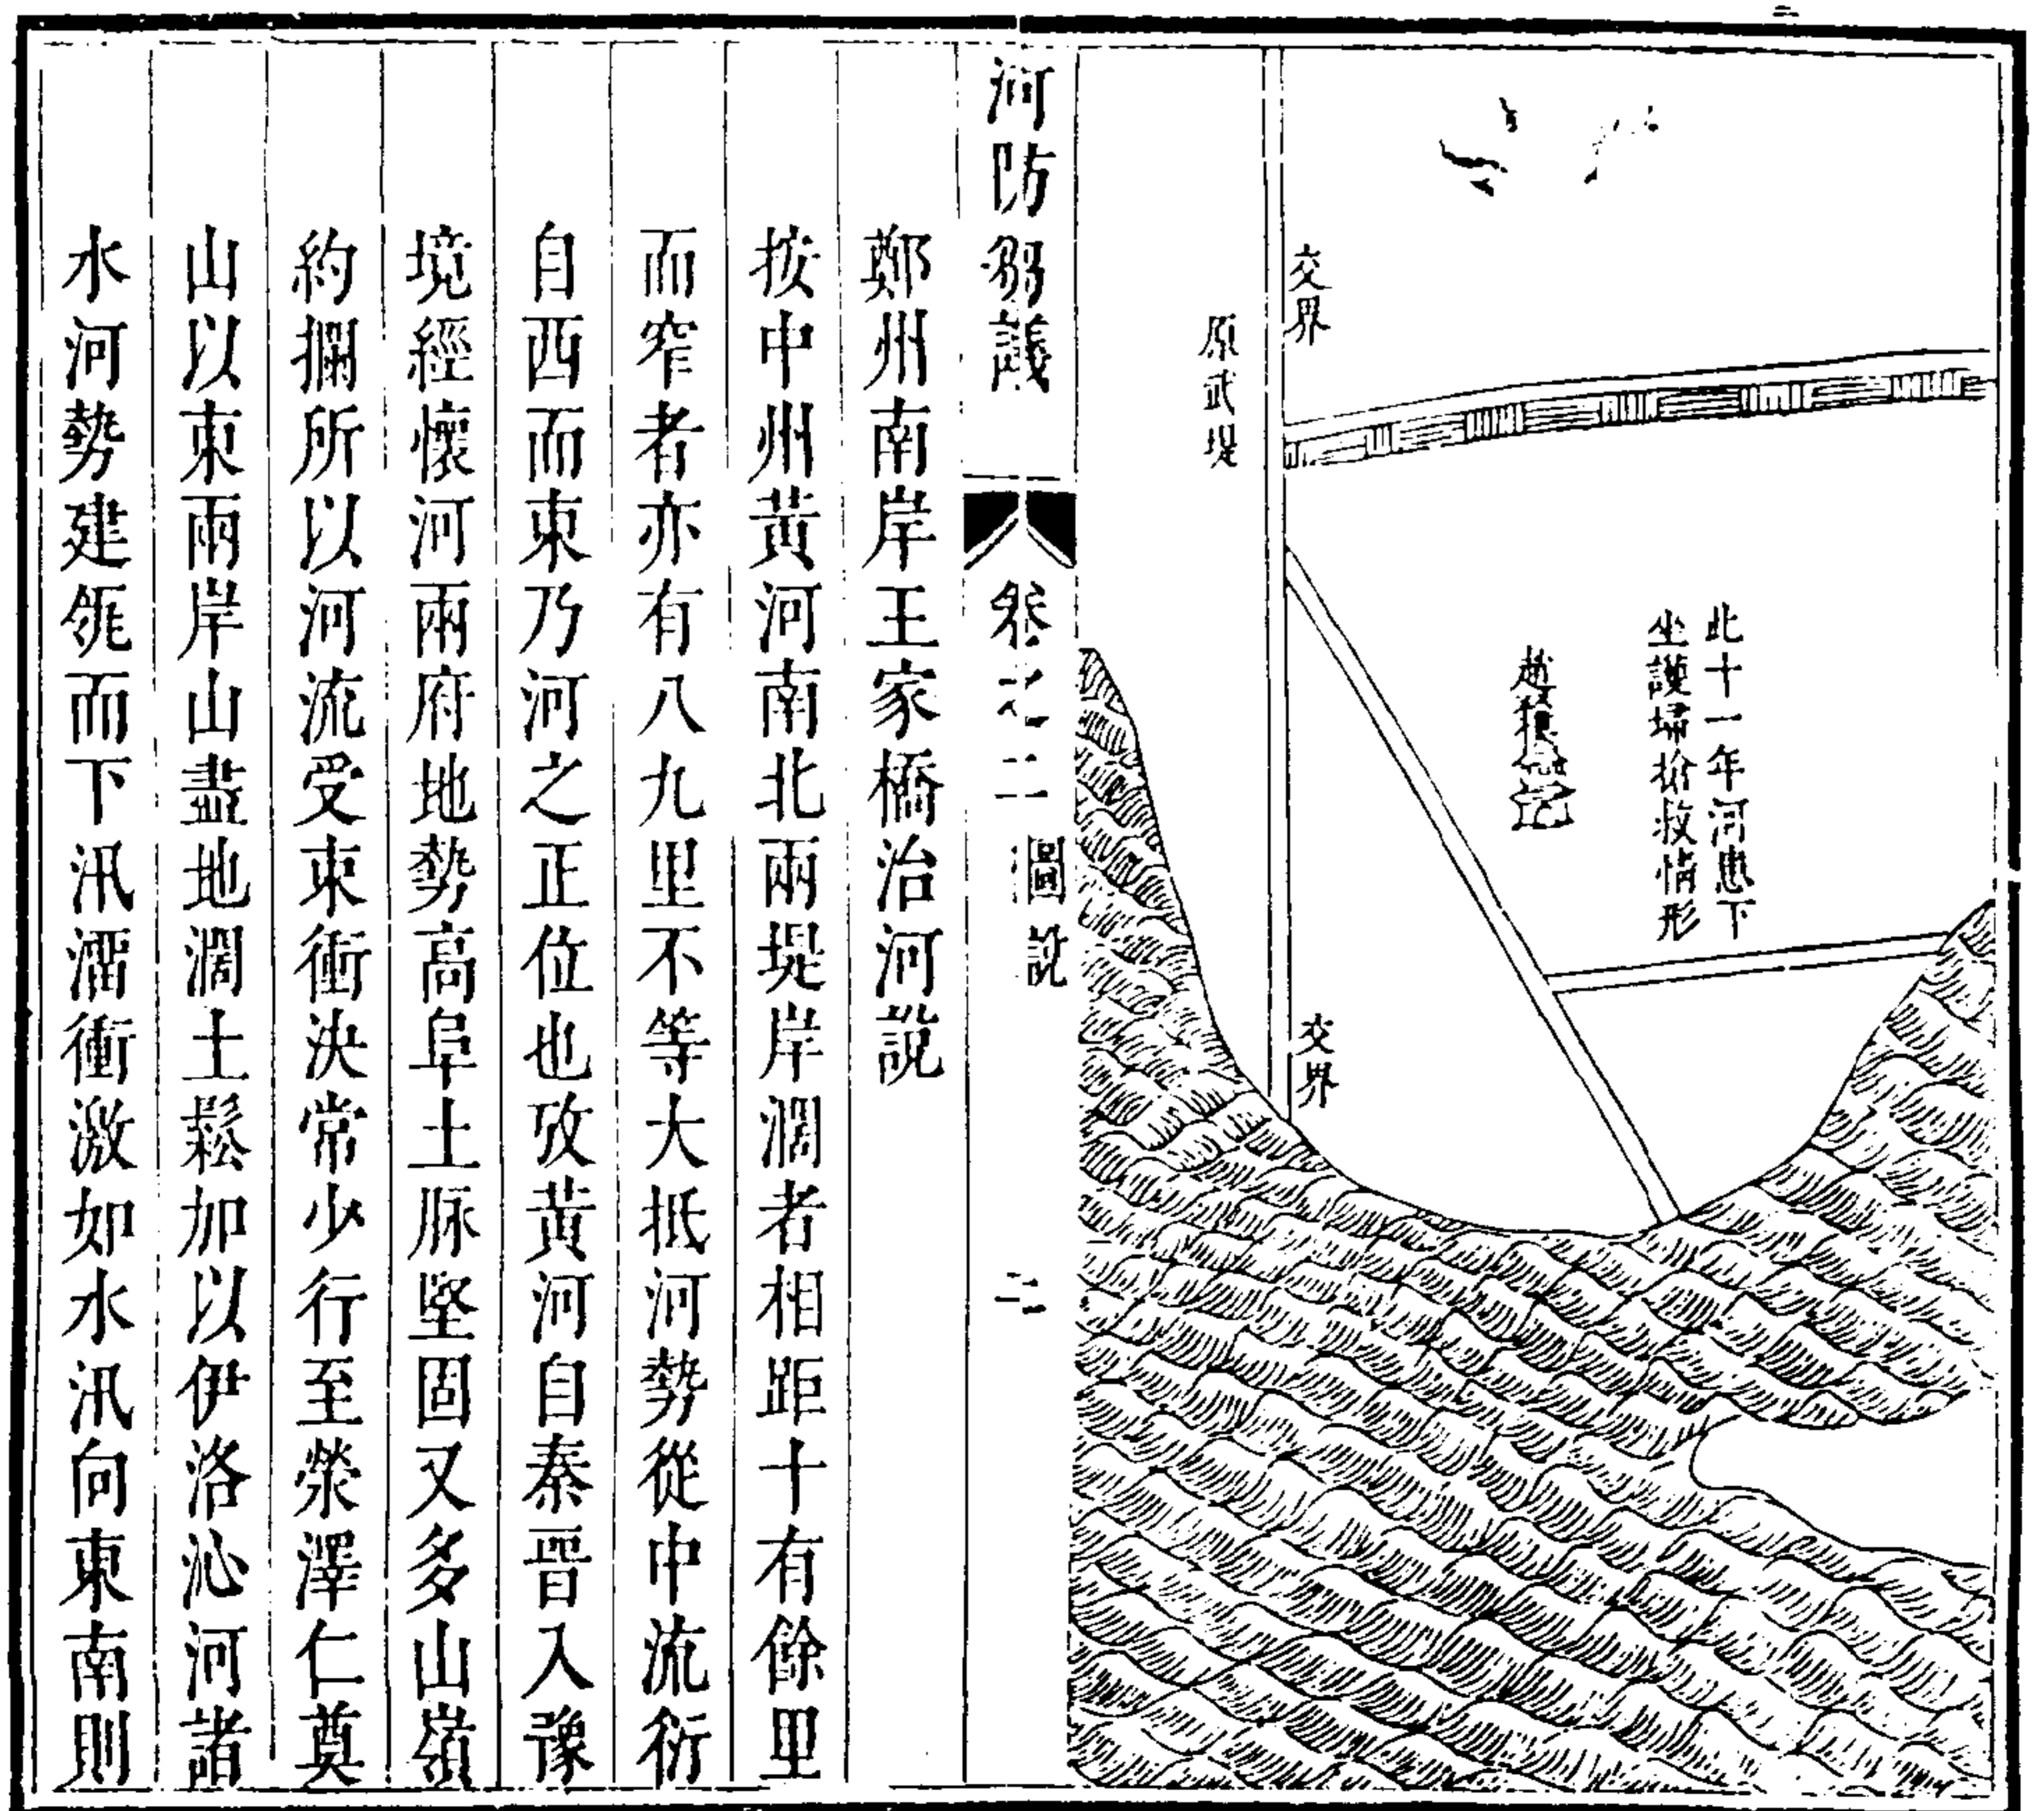 交界
原武堤
此十一年河患下
坐護埽搶救情形
交界
河防芻議
卷之二
圖說
二
鄭州南岸王家橋治河說
按中州黃河南北兩堤岸濶者相距十有餘里
而窄者亦有八九里不等大抵河勢從中流衍
自西而東乃河之正位也攷黃河自秦晉入豫
境經懷河兩府地勢高阜土脉堅固又多山嶺
約攔所以河流受束衝決常少行至滎澤仁奠
山以東兩岸山盡地濶土鬆加以伊洛沁河諸
水河勢建瓴而下汛溜衝激如水汛向東南則